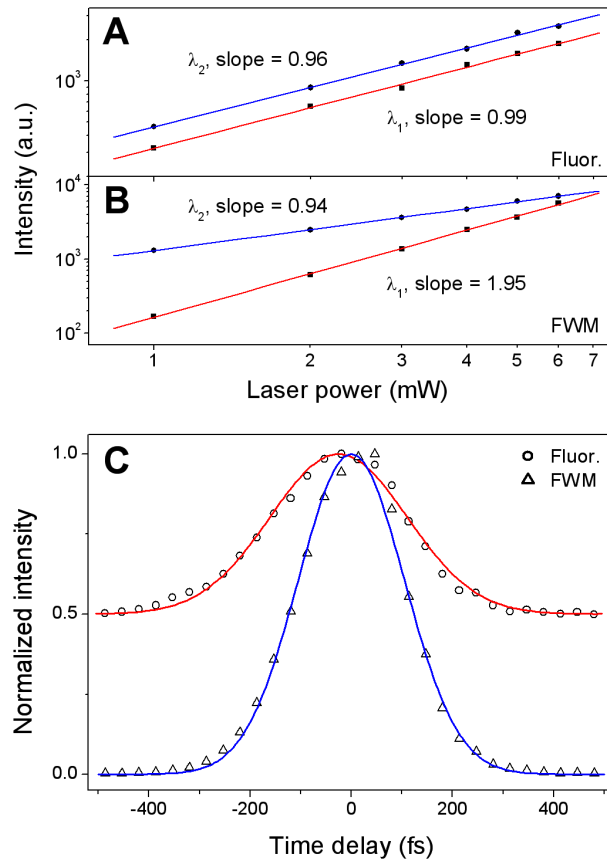 A
λ₂, slope = 0.96
10³
λ₁, slope = 0.99
Fluor.
Intensity (a.u.)
10⁴
B
λ₂, slope = 0.94
10³
λ₁, slope = 1.95
10²
FWM
1 2 3 4 5 6 7
Laser power (mW)
C
1.0
Fluor.
FWM
Normalized intensity
0.5
0.0
-400 -200 0 200 400
Time delay (fs)